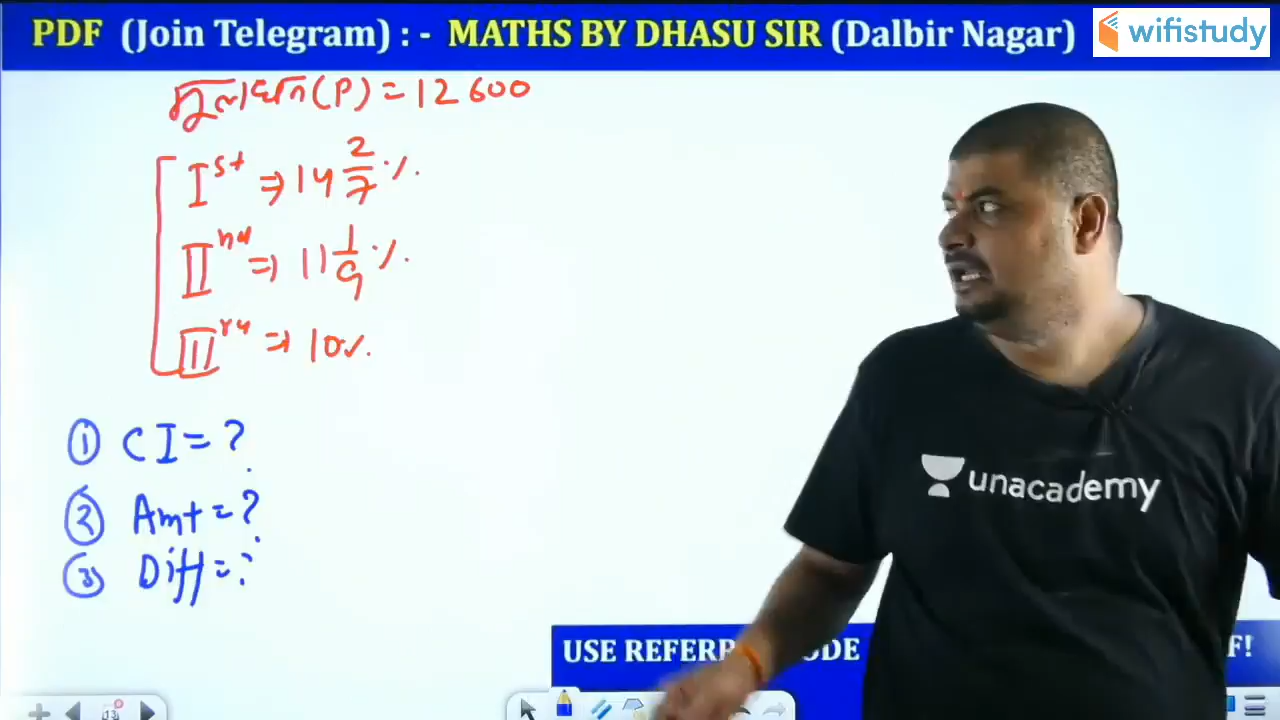 PDF (Join Telegram) : - MATHS BY DHASU SIR (Dalbir Nagar)
wifistudy
मूलधन (P) = 12600
I st ⇒ 14 2/7 %
II nd ⇒ 11 1/9 %
III rd ⇒ 10%
① CI = ?
② Amt = ?
③ Diff = ?
unacademy
USE REFERR
F!
13